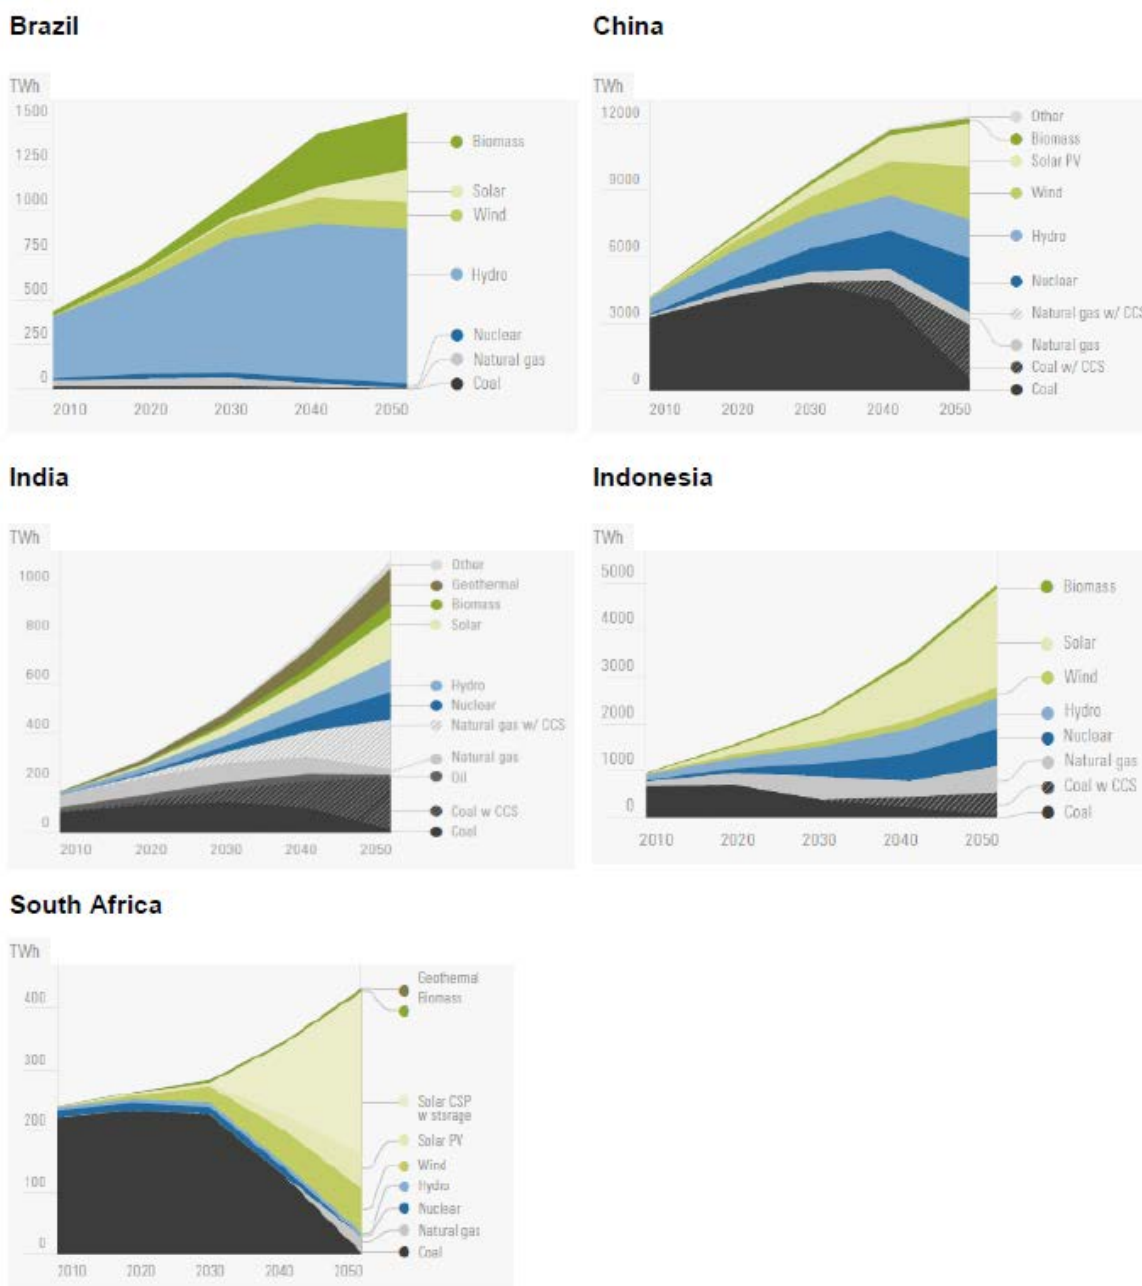 Brazil
TWh
1500
1250
1000
750
500
250
0
2010 2020 2030 2040 2050
Biomass
Solar
Wind
Hydro
Nuclear
Natural gas
Coal
China
TWh
12000
9000
6000
3000
0
2010 2020 2030 2040 2050
Other
Biomass
Solar PV
Wind
Hydro
Nuclear
Natural gas w/ CCS
Natural gas
Coal w/ CCS
Coal
India
TWh
1000
800
600
400
200
0
2010 2020 2030 2040 2050
Other
Geothermal
Biomass
Solar
Hydro
Nuclear
Natural gas w/ CCS
Natural gas
Oil
Coal w CCS
Coal
Indonesia
TWh
5000
4000
3000
2000
1000
0
2010 2020 2030 2040 2050
Biomass
Solar
Wind
Hydro
Nuclear
Natural gas
Coal w CCS
Coal
South Africa
TWh
400
300
200
100
0
2010 2020 2030 2040 2050
Geothermal
Biomass
Solar CSP
w storage
Solar PV
Wind
Hydro
Nuclear
Natural gas
Coal